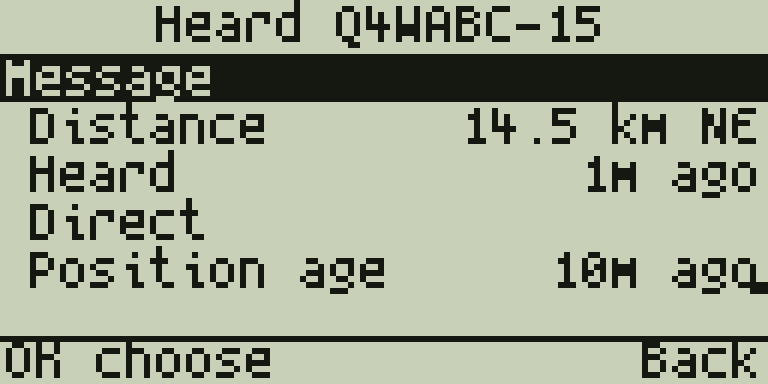 Heard Q4WABC-15
Message
Distance 14.5 km NE
Heard 1m ago
Direct
Position age 10m ago
OK choose Back